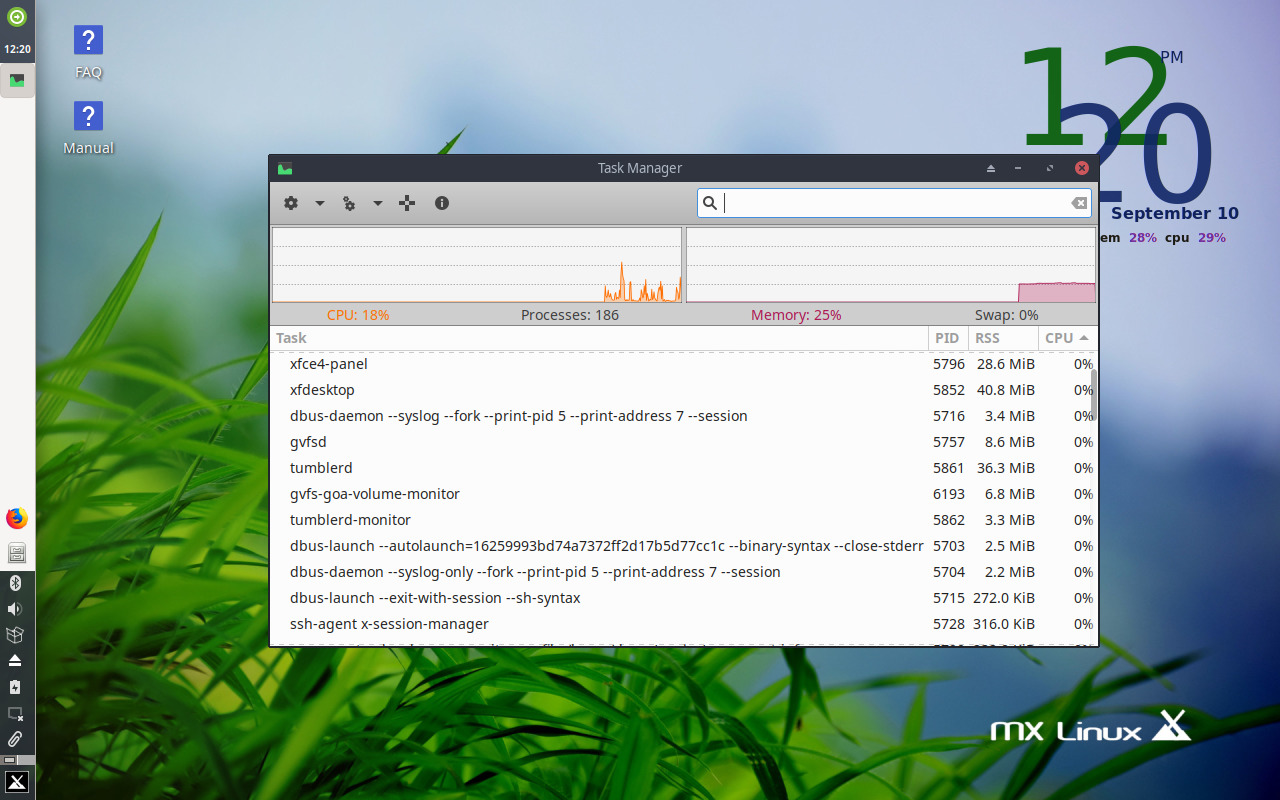 12:20
FAQ
Manual
12
PM
20
September 10
em 28% cpu 29%
Task Manager
CPU: 18% Processes: 186 Memory: 25% Swap: 0%
Task PID RSS CPU
xfce4-panel 5796 28.6 MiB 0%
xfdesktop 5852 40.8 MiB 0%
dbus-daemon --syslog --fork --print-pid 5 --print-address 7 --session 5716 3.4 MiB 0%
gvfsd 5757 8.6 MiB 0%
tumblerd 5861 36.3 MiB 0%
gvfs-goa-volume-monitor 6193 6.8 MiB 0%
tumblerd-monitor 5862 3.3 MiB 0%
dbus-launch --autolaunch=16259993bd74a7372ff2d17b5d77cc1c --binary-syntax --close-stderr 5703 2.5 MiB 0%
dbus-daemon --syslog-only --fork --print-pid 5 --print-address 7 --session 5704 2.2 MiB 0%
dbus-launch --exit-with-session --sh-syntax 5715 272.0 KiB 0%
ssh-agent x-session-manager 5728 316.0 KiB 0%
MX Linux